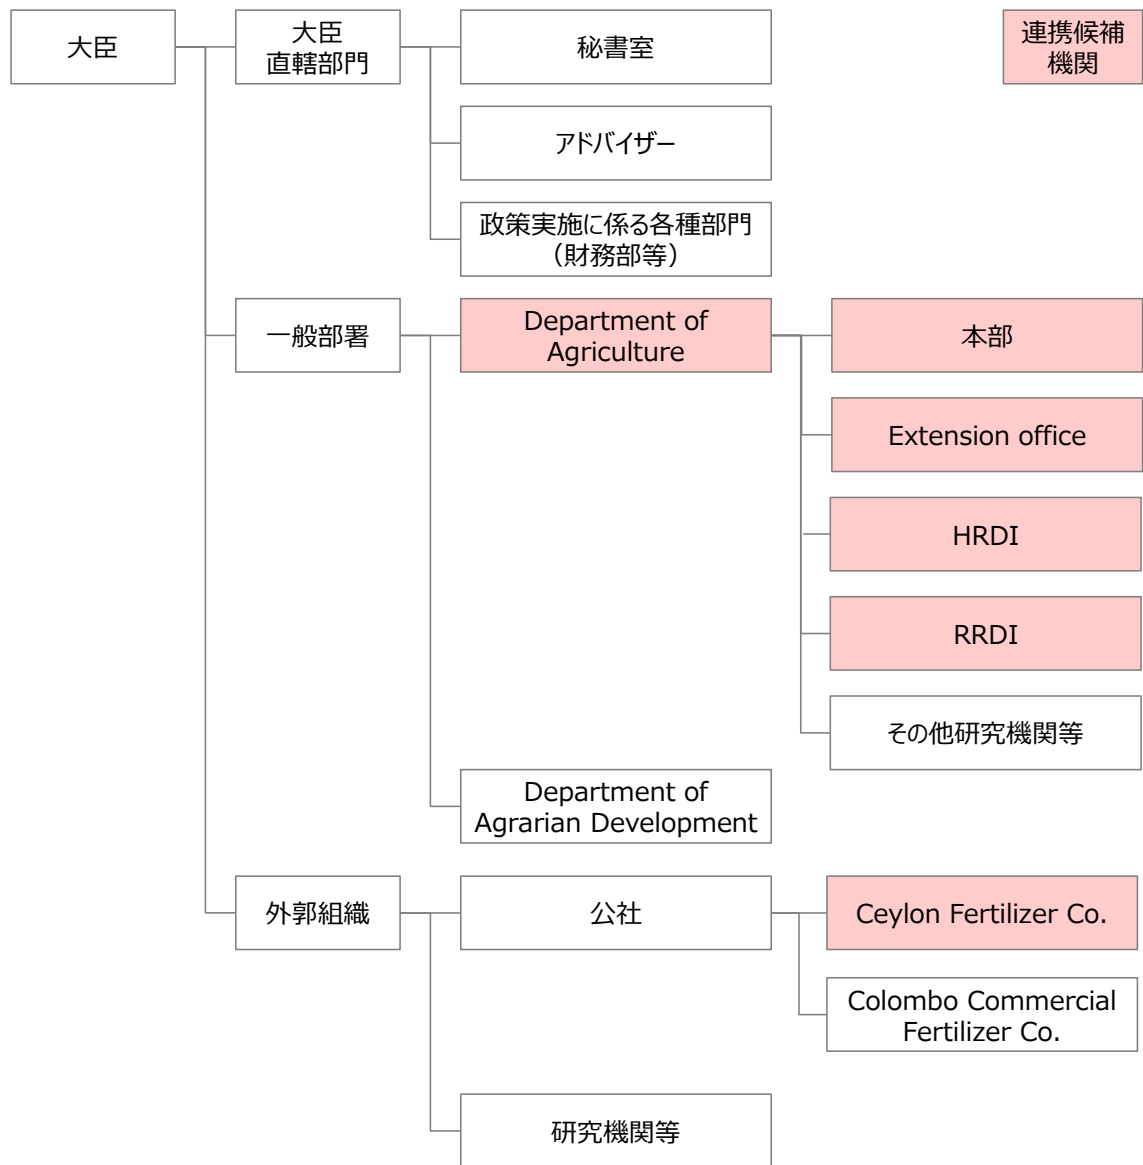 大臣
大臣
直轄部門
秘書室
連携候補
機関
アドバイザー
政策実施に係る各種部門
（財務部等）
一般部署
Department of
Agriculture
本部
Extension office
HRDI
RRDI
その他研究機関等
Department of
Agrarian Development
外郭組織
公社
Ceylon Fertilizer Co.
Colombo Commercial
Fertilizer Co.
研究機関等